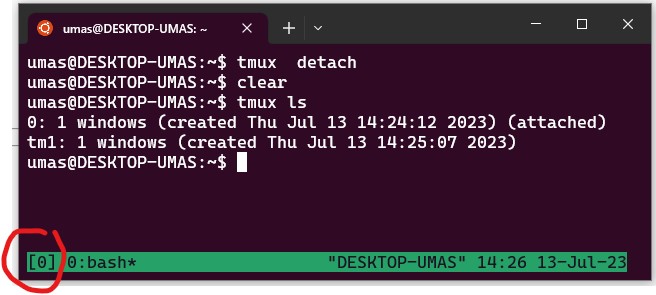 umas@DESKTOP-UMAS: ~
umas@DESKTOP-UMAS:~$ tmux  detach
umas@DESKTOP-UMAS:~$ clear
umas@DESKTOP-UMAS:~$ tmux ls
0: 1 windows (created Thu Jul 13 14:24:12 2023) (attached)
tm1: 1 windows (created Thu Jul 13 14:25:07 2023)
umas@DESKTOP-UMAS:~$
[0] 0:bash* "DESKTOP-UMAS" 14:26 13-Jul-23